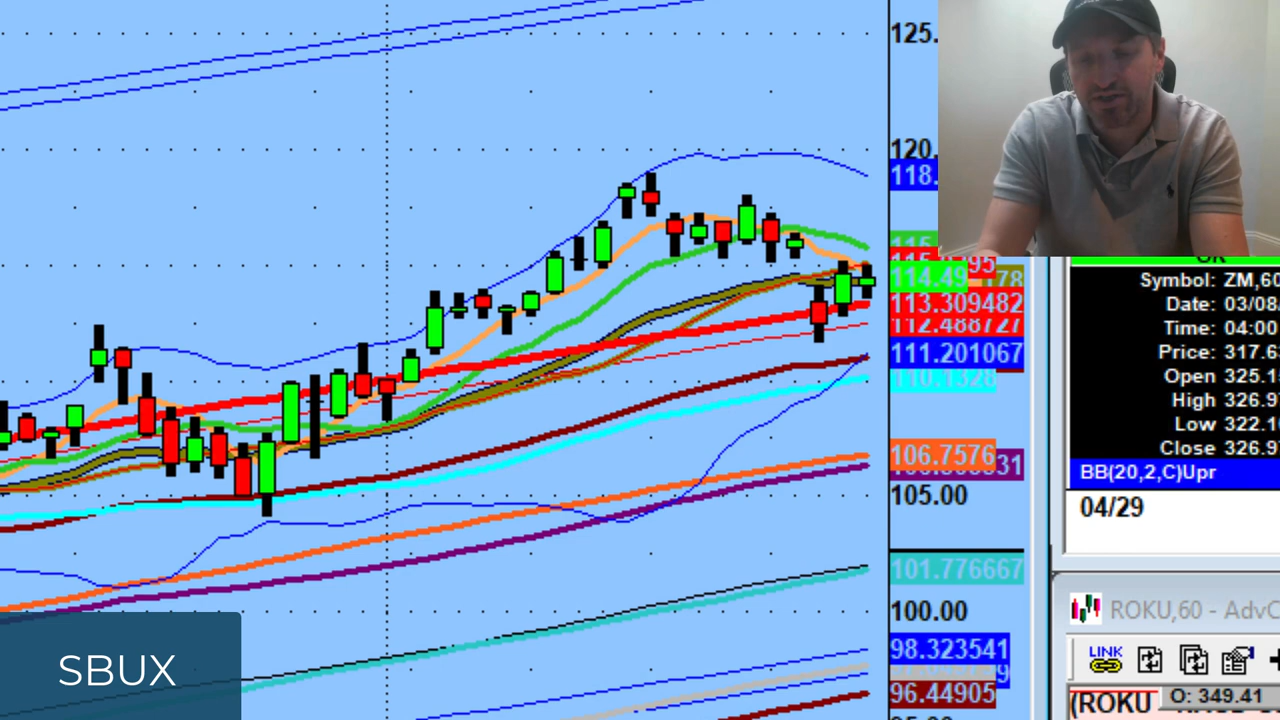 125.
120.
118.
114.49
113.309482
112.488727
111.201067
110.1328
106.7576
105.00
101.776667
100.00
98.323541
96.44905
SBUX
Symbol: ZM,60
Date: 03/08
Time: 04:00
Price: 317.6
Open 325.1
High 326.9
Low 322.1
Close 326.9
BB(20,2,C)Upr
04/29
ROKU,60 - AdvC
LINK
(ROKU
O: 349.41